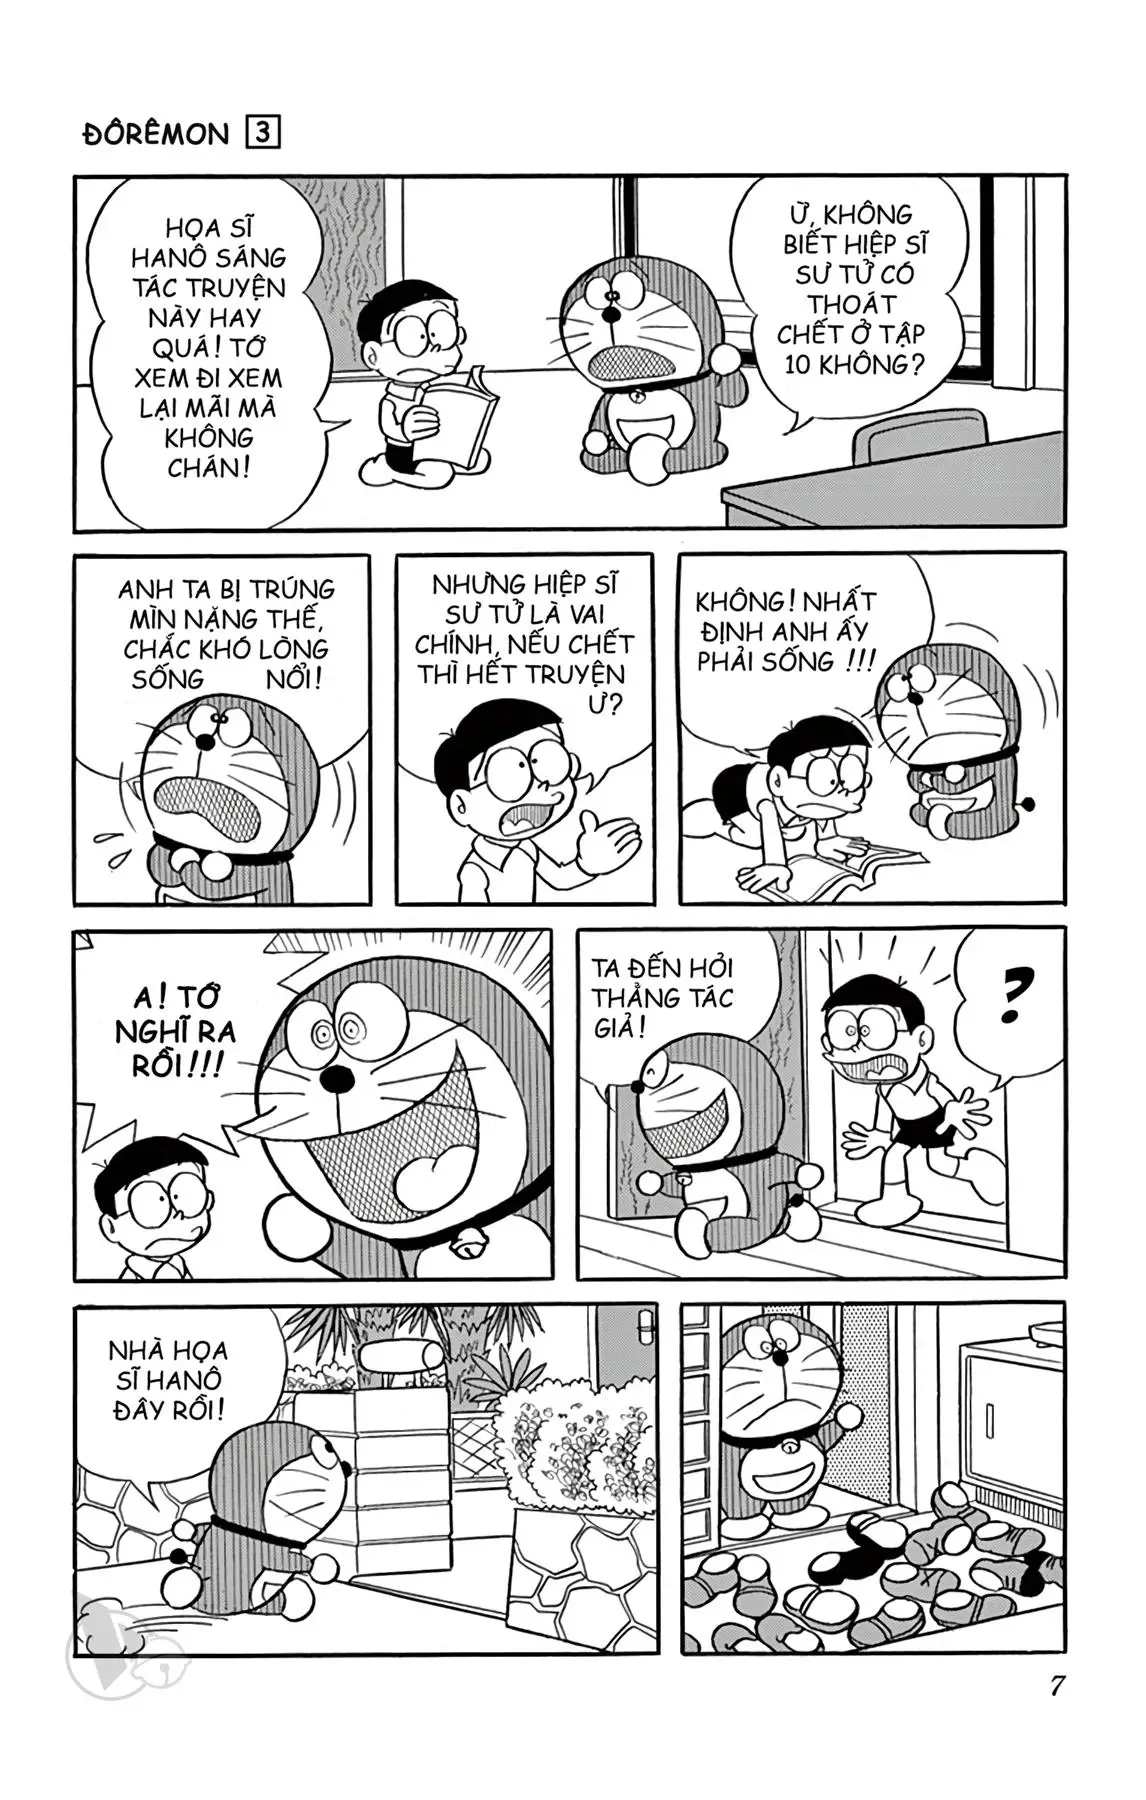 ĐÔRÊMON 3
HỌA SĨ
HANÔ SÁNG
TÁC TRUYỆN
NÀY HAY
QUÁ! TỚ
XEM ĐI XEM
LẠI MÃI MÀ
KHÔNG
CHÁN!
Ừ, KHÔNG
BIẾT HIỆP SĨ
SƯ TỬ CÓ
THOÁT
CHẾT Ở TẬP
10 KHÔNG?
ANH TA BỊ TRÚNG
MÌN NẶNG THẾ,
CHẮC KHÓ LÒNG
SỐNG NỔI!
NHƯNG HIỆP SĨ
SƯ TỬ LÀ VAI
CHÍNH, NẾU CHẾT
THÌ HẾT TRUYỆN
Ư?
KHÔNG! NHẤT
ĐỊNH ANH ẤY
PHẢI SỐNG !!!
A! TỚ
NGHĨ RA
RỒI!!!
TA ĐẾN HỎI
THẲNG TÁC
GIẢ!
?
NHÀ HỌA
SĨ HANÔ
ĐÂY RỒI!
7